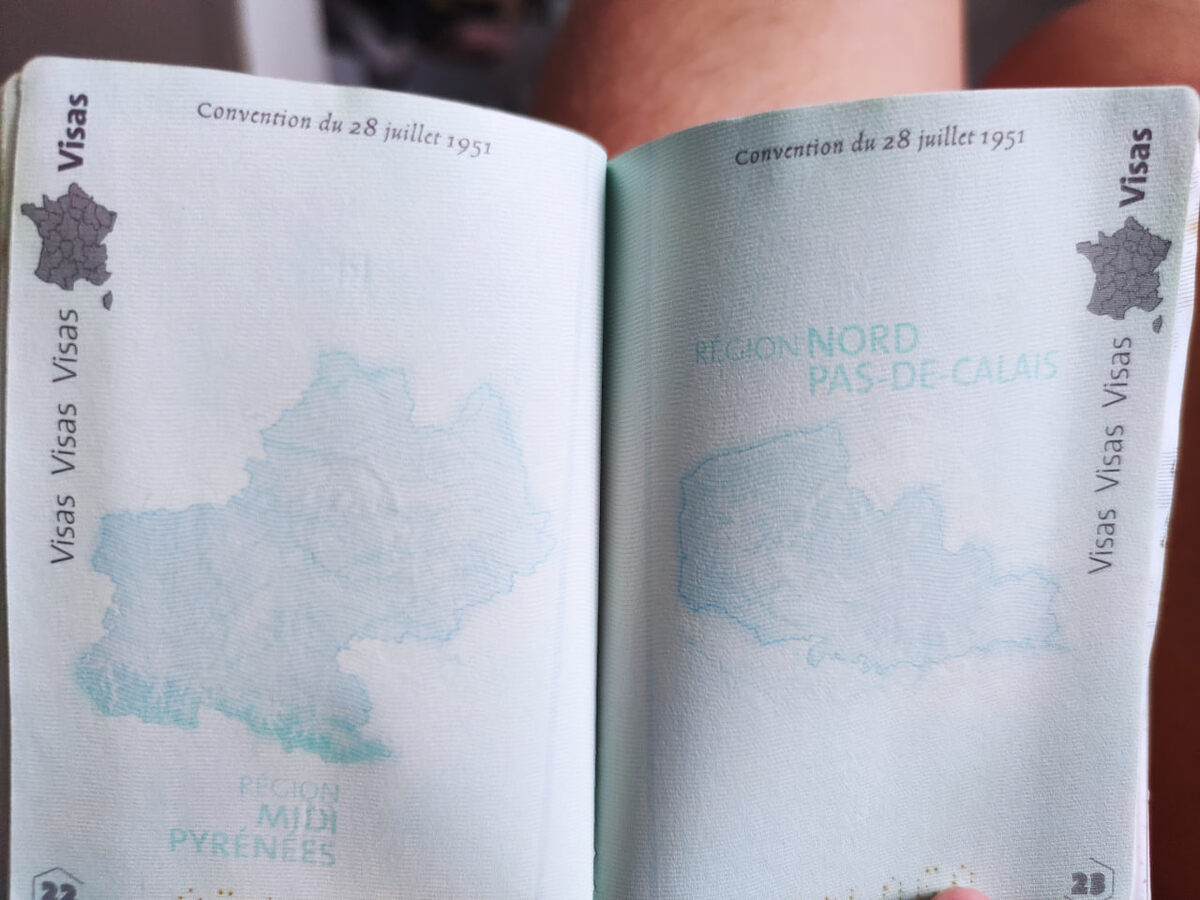 Convention du 28 juillet 1951
Visas
Visas Visas Visas
RÉGION
MIDI
PYRÉNÉES
22
Convention du 28 juillet 1951
Visas
Visas Visas Visas
RÉGION NORD
PAS-DE-CALAIS
23